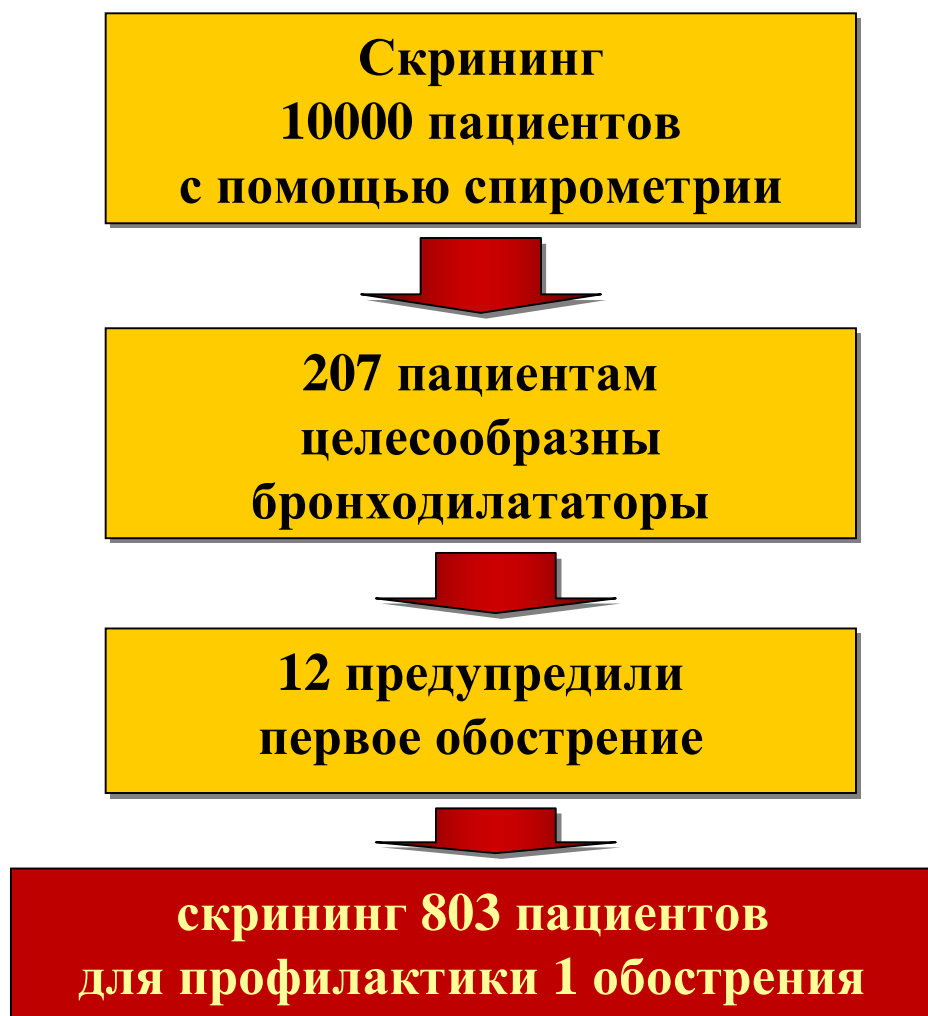 Скрининг
10000 пациентов
с помощью спирометрии
207 пациентам
целесообразны
бронходилататоры
12 предупредили
первое обострение
скрининг 803 пациентов
для профилактики 1 обострения